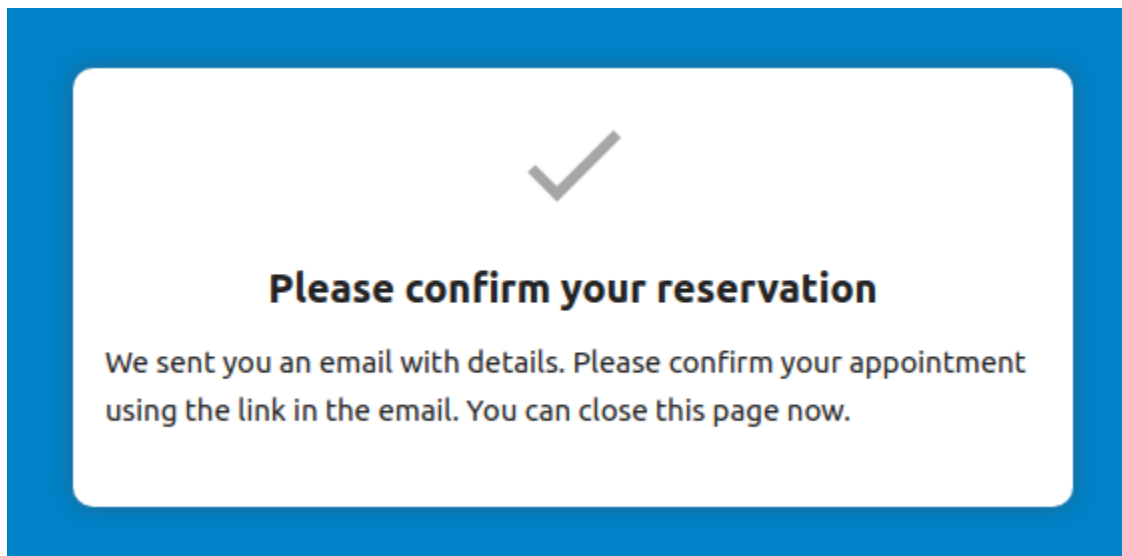 Please confirm your reservation
We sent you an email with details. Please confirm your appointment
using the link in the email. You can close this page now.